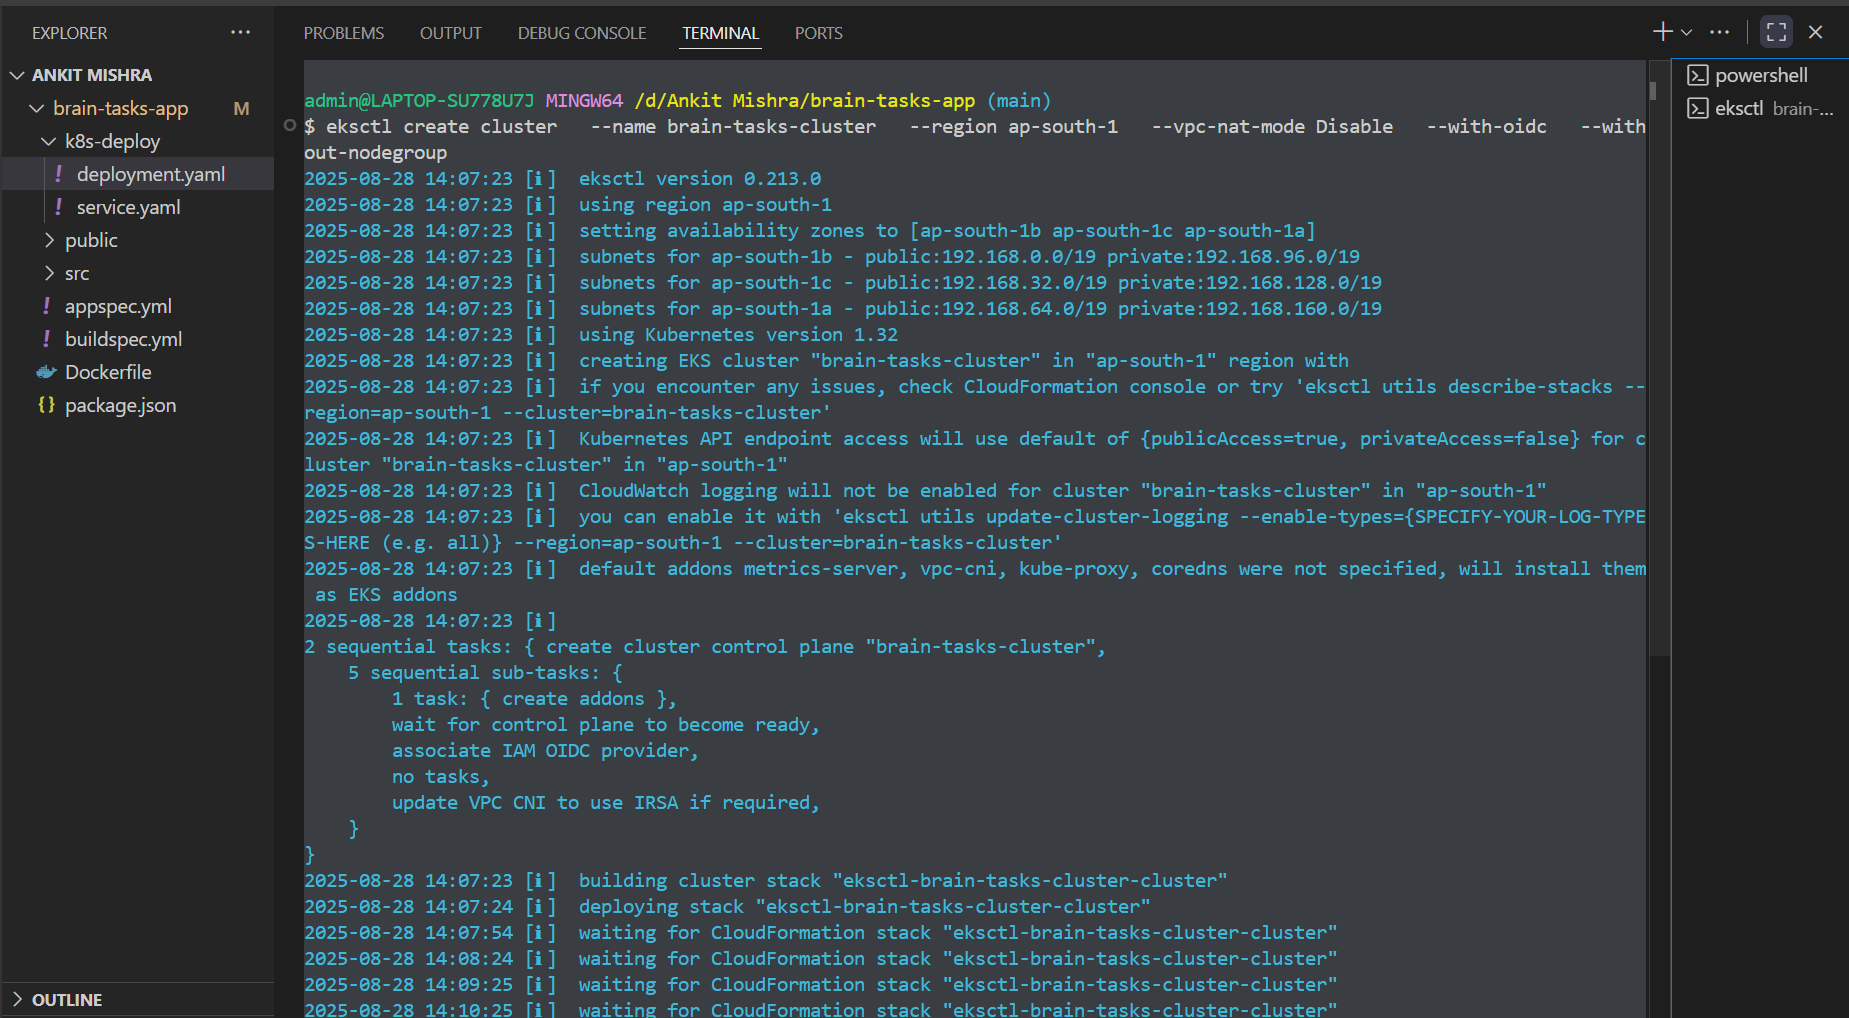 EXPLORER
ANKIT MISHRA
brain-tasks-app M
k8s-deploy
! deployment.yaml
! service.yaml
public
src
! appspec.yml
! buildspec.yml
Dockerfile
{} package.json
OUTLINE
PROBLEMS OUTPUT DEBUG CONSOLE TERMINAL PORTS
admin@LAPTOP-SU778U7J MINGW64 /d/Ankit Mishra/brain-tasks-app (main)
$ eksctl create cluster   --name brain-tasks-cluster   --region ap-south-1   --vpc-nat-mode Disable   --with-oidc   --with
out-nodegroup
2025-08-28 14:07:23 [ℹ]  eksctl version 0.213.0
2025-08-28 14:07:23 [ℹ]  using region ap-south-1
2025-08-28 14:07:23 [ℹ]  setting availability zones to [ap-south-1b ap-south-1c ap-south-1a]
2025-08-28 14:07:23 [ℹ]  subnets for ap-south-1b - public:192.168.0.0/19 private:192.168.96.0/19
2025-08-28 14:07:23 [ℹ]  subnets for ap-south-1c - public:192.168.32.0/19 private:192.168.128.0/19
2025-08-28 14:07:23 [ℹ]  subnets for ap-south-1a - public:192.168.64.0/19 private:192.168.160.0/19
2025-08-28 14:07:23 [ℹ]  using Kubernetes version 1.32
2025-08-28 14:07:23 [ℹ]  creating EKS cluster "brain-tasks-cluster" in "ap-south-1" region with
2025-08-28 14:07:23 [ℹ]  if you encounter any issues, check CloudFormation console or try 'eksctl utils describe-stacks --
region=ap-south-1 --cluster=brain-tasks-cluster'
2025-08-28 14:07:23 [ℹ]  Kubernetes API endpoint access will use default of {publicAccess=true, privateAccess=false} for c
luster "brain-tasks-cluster" in "ap-south-1"
2025-08-28 14:07:23 [ℹ]  CloudWatch logging will not be enabled for cluster "brain-tasks-cluster" in "ap-south-1"
2025-08-28 14:07:23 [ℹ]  you can enable it with 'eksctl utils update-cluster-logging --enable-types={SPECIFY-YOUR-LOG-TYPE
S-HERE (e.g. all)} --region=ap-south-1 --cluster=brain-tasks-cluster'
2025-08-28 14:07:23 [ℹ]  default addons metrics-server, vpc-cni, kube-proxy, coredns were not specified, will install them
 as EKS addons
2025-08-28 14:07:23 [ℹ]
2 sequential tasks: { create cluster control plane "brain-tasks-cluster",
    5 sequential sub-tasks: {
        1 task: { create addons },
        wait for control plane to become ready,
        associate IAM OIDC provider,
        no tasks,
        update VPC CNI to use IRSA if required,
    }
}
2025-08-28 14:07:23 [ℹ]  building cluster stack "eksctl-brain-tasks-cluster-cluster"
2025-08-28 14:07:24 [ℹ]  deploying stack "eksctl-brain-tasks-cluster-cluster"
2025-08-28 14:07:54 [ℹ]  waiting for CloudFormation stack "eksctl-brain-tasks-cluster-cluster"
2025-08-28 14:08:24 [ℹ]  waiting for CloudFormation stack "eksctl-brain-tasks-cluster-cluster"
2025-08-28 14:09:25 [ℹ]  waiting for CloudFormation stack "eksctl-brain-tasks-cluster-cluster"
2025-08-28 14:10:25 [ℹ]  waiting for CloudFormation stack "eksctl-brain-tasks-cluster-cluster"
powershell
eksctl brain-...